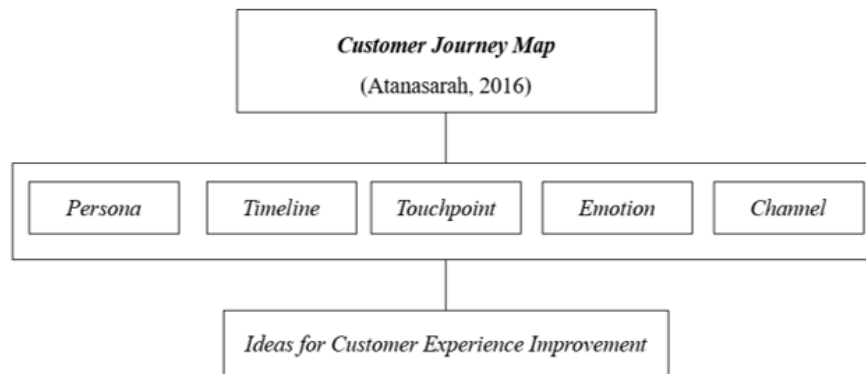 Customer Journey Map
(Atanasarah, 2016)
Persona Timeline Touchpoint Emotion Channel
Ideas for Customer Experience Improvement